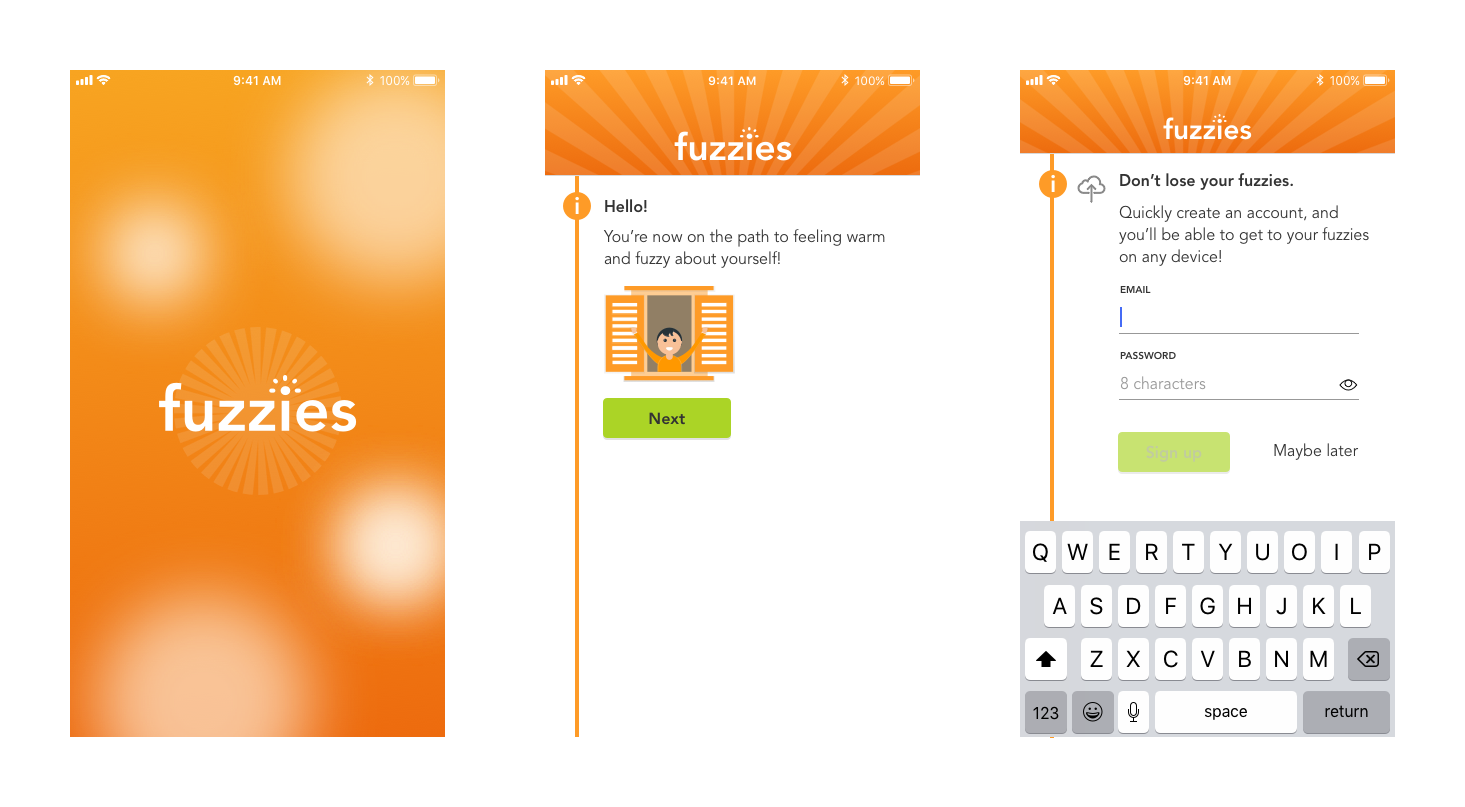 9:41 AM
100%
fuzzies
9:41 AM
100%
fuzzies
i
Hello!
You’re now on the path to feeling warm
and fuzzy about yourself!
Next
9:41 AM
100%
fuzzies
i
Don’t lose your fuzzies.
Quickly create an account, and
you’ll be able to get to your fuzzies
on any device!
EMAIL
PASSWORD
8 characters
Sign up
Maybe later
Q W E R T Y U O I P
A S D F G H J K L
Z X C V B N M
123
space
return